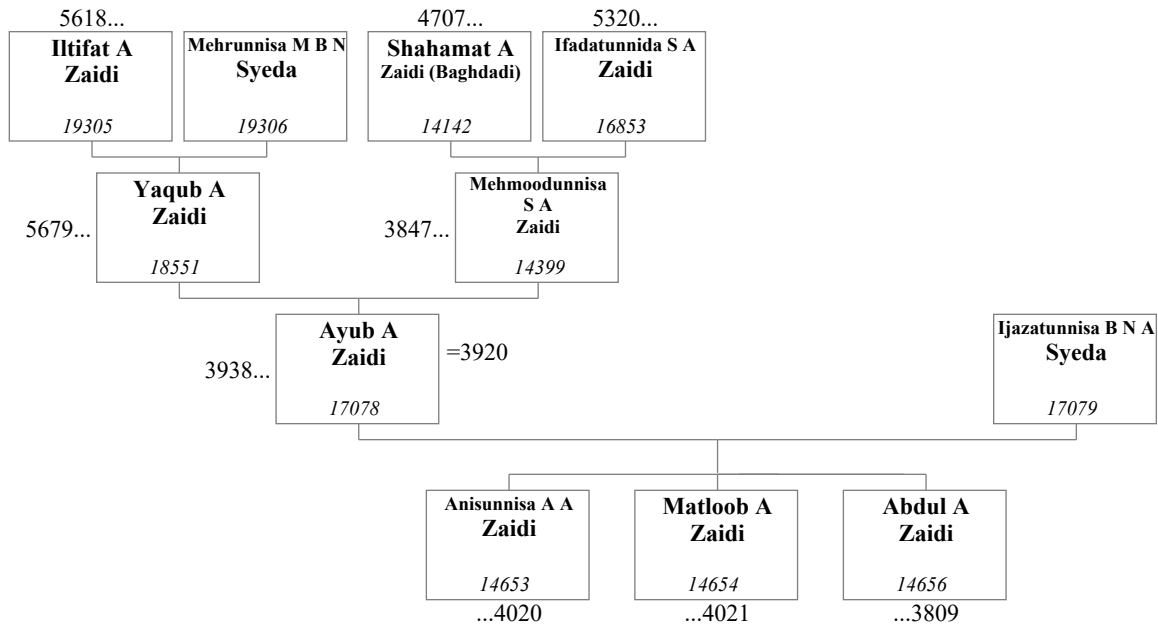 5618...
4707...
5320...
Iltifat A
Zaidi
19305
Mehrunnisa M B N
Syeda
19306
Shahamat A
Zaidi (Baghdadi)
14142
Ifadatunnida S A
Zaidi
16853
5679...
Yaqub A
Zaidi
18551
3847...
Mehmoodunnisa
S A
Zaidi
14399
3938...
Ayub A
Zaidi
17078
=3920
Ijazatunnisa B N A
Syeda
17079
Anisunnisa A A
Zaidi
14653
...4020
Matloob A
Zaidi
14654
...4021
Abdul A
Zaidi
14656
...3809